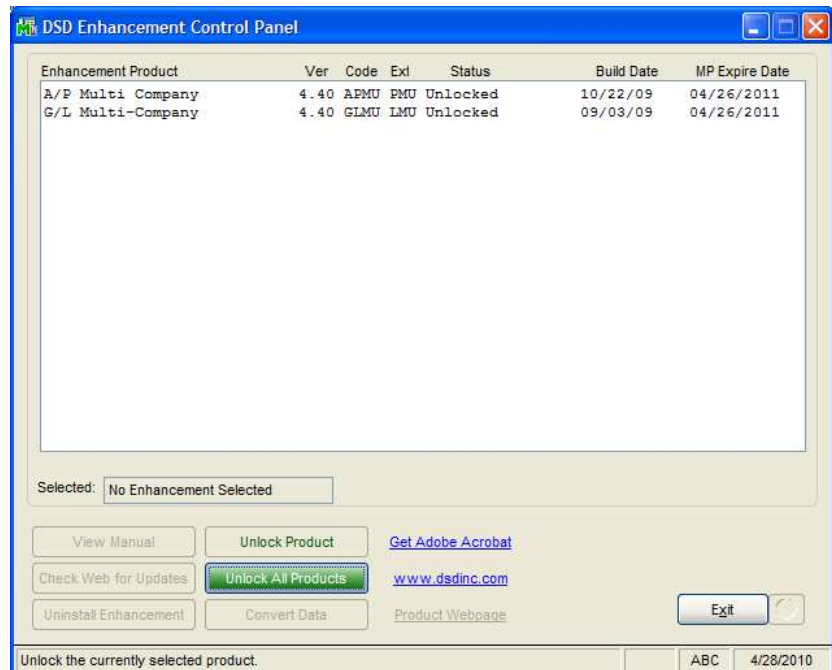 DSD Enhancement Control Panel
Enhancement Product Ver Code Ext Status Build Date MP Expire Date
A/P Multi Company 4.40 APMU PMU Unlocked 10/22/09 04/26/2011
G/L Multi-Company 4.40 GLMU LMU Unlocked 09/03/09 04/26/2011
Selected: No Enhancement Selected
View Manual Unlock Product Get Adobe Acrobat
Check Web for Updates Unlock All Products www.dsdinc.com
Uninstall Enhancement Convert Data Product Webpage Exit
Unlock the currently selected product. ABC 4/28/2010